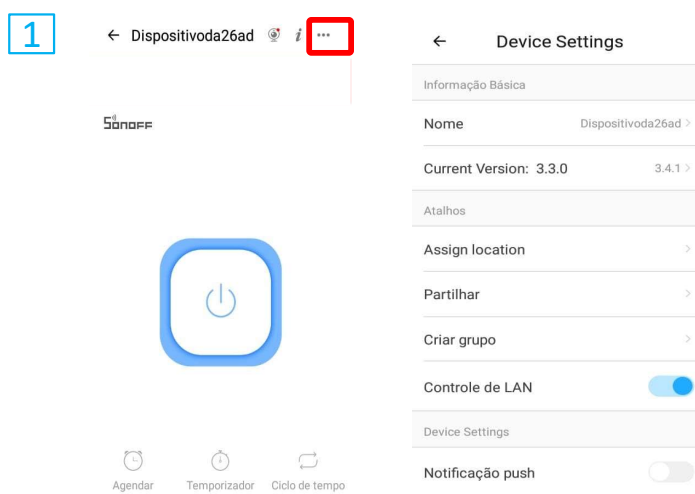 1
Dispositivoda26ad
SonoFF
Agendar
Temporizador
Ciclo de tempo
Device Settings
Informação Básica
Nome Dispositivoda26ad
Current Version: 3.3.0 3.4.1
Atalhos
Assign location
Partilhar
Criar grupo
Controle de LAN
Device Settings
Notificação push